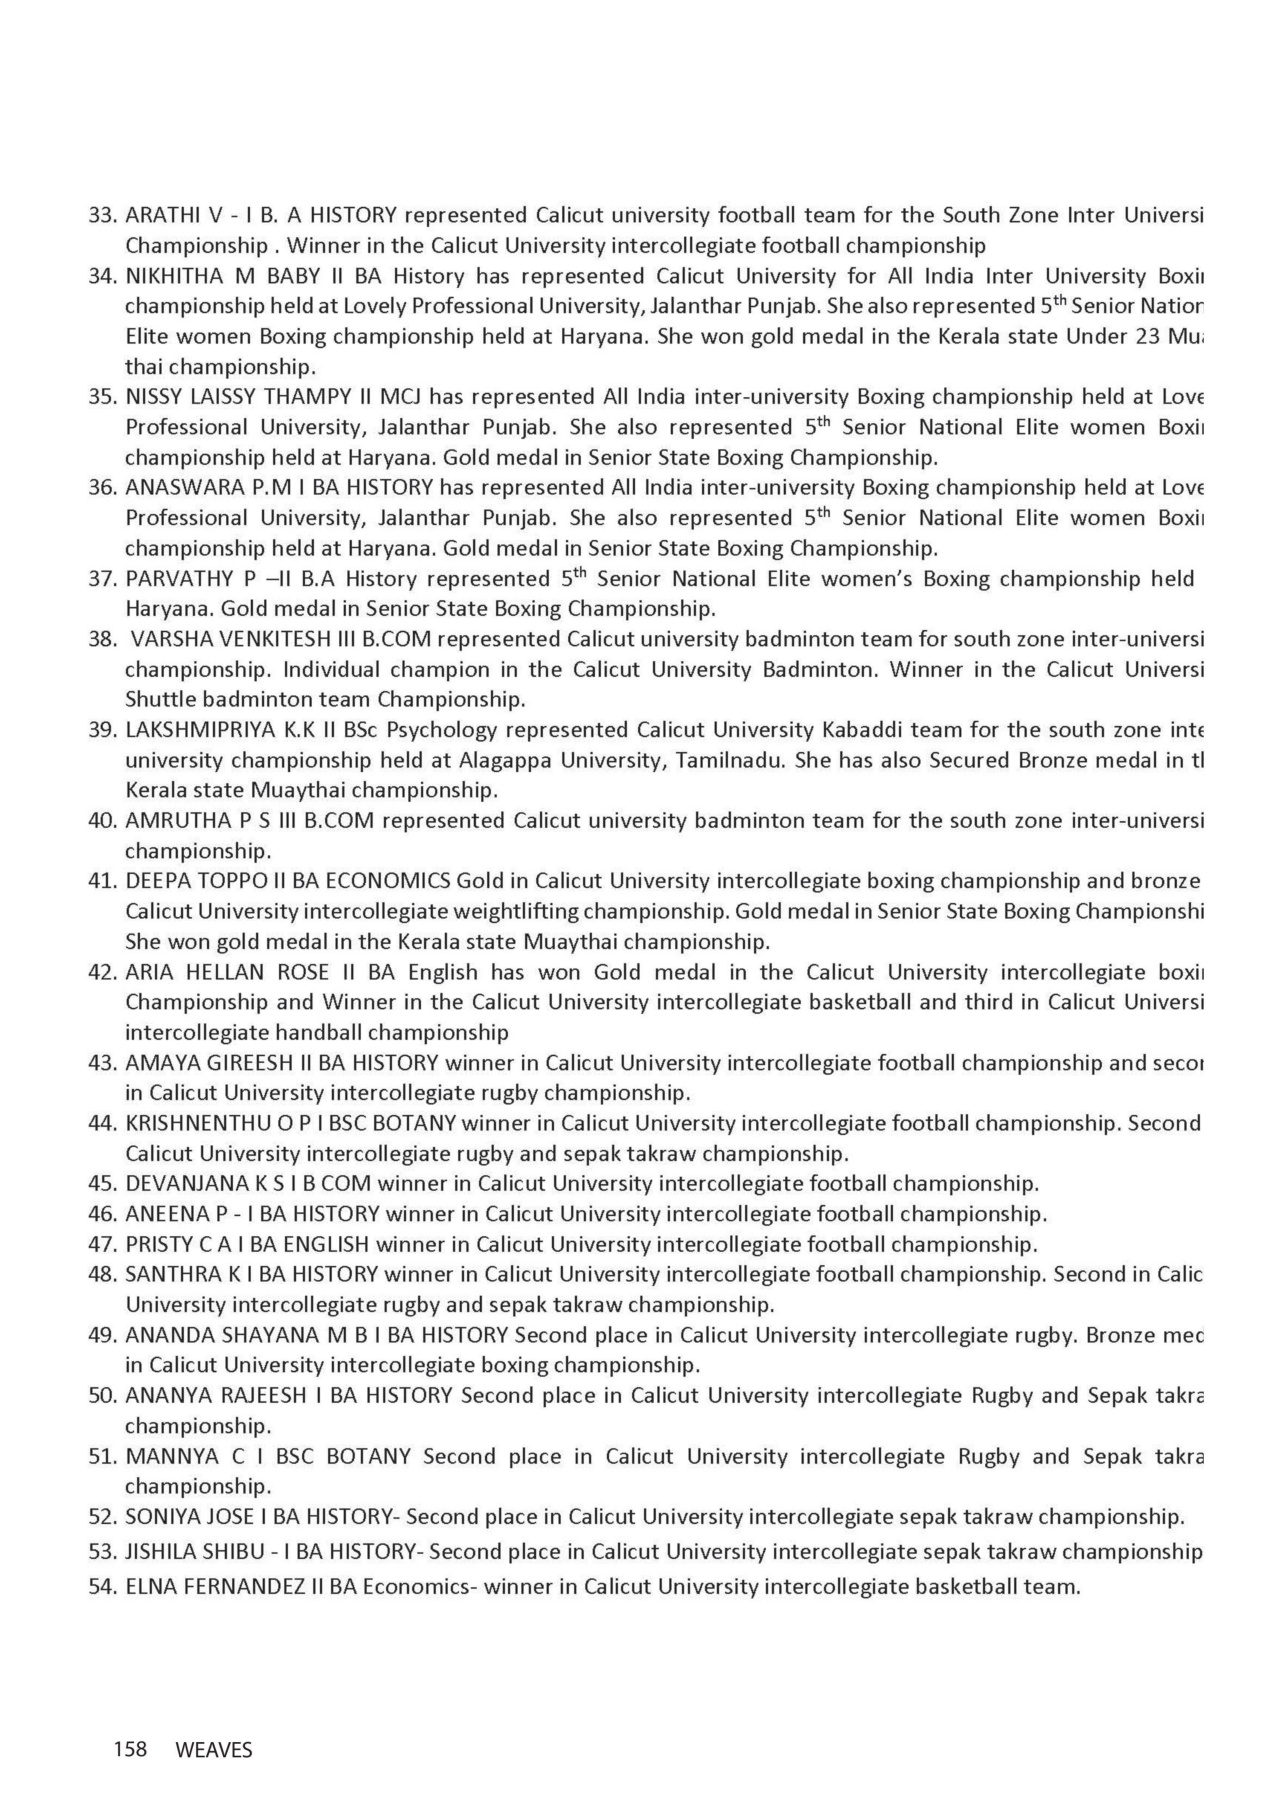 33. ARATHI V - I B. A HISTORY represented Calicut university football team for the South Zone Inter Universi
Championship . Winner in the Calicut University intercollegiate football championship
34. NIKHITHA M BABY II BA History has represented Calicut University for All India Inter University Boxi
championship held at Lovely Professional University, Jalanthar Punjab. She also represented 5th Senior Nation
Elite women Boxing championship held at Haryana. She won gold medal in the Kerala state Under 23 Mu
thai championship.
35. NISSY LAISSY THAMPY II MCJ has represented All India inter-university Boxing championship held at Love
Professional University, Jalanthar Punjab. She also represented 5th Senior National Elite women Boxi
championship held at Haryana. Gold medal in Senior State Boxing Championship.
36. ANASWARA P.M I BA HISTORY has represented All India inter-university Boxing championship held at Love
Professional University, Jalanthar Punjab. She also represented 5th Senior National Elite women Boxi
championship held at Haryana. Gold medal in Senior State Boxing Championship.
37. PARVATHY P –II B.A History represented 5th Senior National Elite women's Boxing championship held
Haryana. Gold medal in Senior State Boxing Championship.
38. VARSHA VENKITESH III B.COM represented Calicut university badminton team for south zone inter-universi
championship. Individual champion in the Calicut University Badminton. Winner in the Calicut Universi
Shuttle badminton team Championship.
39. LAKSHMIPRIYA K.K II BSc Psychology represented Calicut University Kabaddi team for the south zone inte
university championship held at Alagappa University, Tamilnadu. She has also Secured Bronze medal in t
Kerala state Muaythai championship.
40. AMRUTHA P S III B.COM represented Calicut university badminton team for the south zone inter-universi
championship.
41. DEEPA TOPPO II BA ECONOMICS Gold in Calicut University intercollegiate boxing championship and bronze
Calicut University intercollegiate weightlifting championship. Gold medal in Senior State Boxing Championshi
She won gold medal in the Kerala state Muaythai championship.
42. ARIA HELLAN ROSE II BA English has won Gold medal in the Calicut University intercollegiate boxi
Championship and Winner in the Calicut University intercollegiate basketball and third in Calicut Universi
intercollegiate handball championship
43. AMAYA GIREESH II BA HISTORY winner in Calicut University intercollegiate football championship and seco
in Calicut University intercollegiate rugby championship.
44. KRISHNENTHU O P I BSC BOTANY winner in Calicut University intercollegiate football championship. Second
Calicut University intercollegiate rugby and sepak takraw championship.
45. DEVANJANA K S I B COM winner in Calicut University intercollegiate football championship.
46. ANEENA P - I BA HISTORY winner in Calicut University intercollegiate football championship.
47. PRISTY C A I BA ENGLISH winner in Calicut University intercollegiate football championship.
48. SANTHRA K I BA HISTORY winner in Calicut University intercollegiate football championship. Second in Calic
University intercollegiate rugby and sepak takraw championship.
49. ANANDA SHAYANA M B I BA HISTORY Second place in Calicut University intercollegiate rugby. Bronze med
in Calicut University intercollegiate boxing championship.
50. ANANYA RAJEESH I BA HISTORY Second place in Calicut University intercollegiate Rugby and Sepak takra
championship.
51. MANNYA C I BSC BOTANY Second place in Calicut University intercollegiate Rugby and Sepak takra
championship.
52. SONIYA JOSE I BA HISTORY- Second place in Calicut University intercollegiate sepak takraw championship.
53. JISHILA SHIBU - I BA HISTORY- Second place in Calicut University intercollegiate sepak takraw championship
54. ELNA FERNANDEZ II BA Economics- winner in Calicut University intercollegiate basketball team.
158 WEAVES